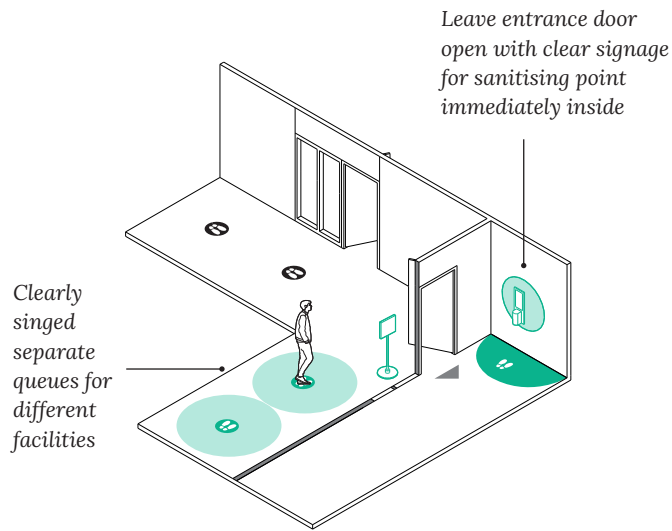 Leave entrance door
open with clear signage
for sanitising point
immediately inside
Clearly
singed
separate
queues for
different
facilities